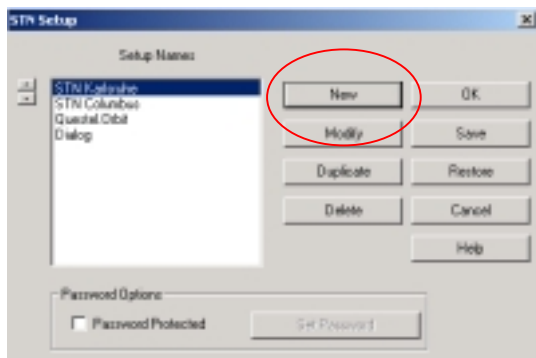 STN Setup
Setup Names
STN Karlsruhe
STN Columbus
Questel.Orbit
Dialog
New
OK
Modify
Save
Duplicate
Restore
Delete
Cancel
Help
Password Options
Password Protected
Set Password